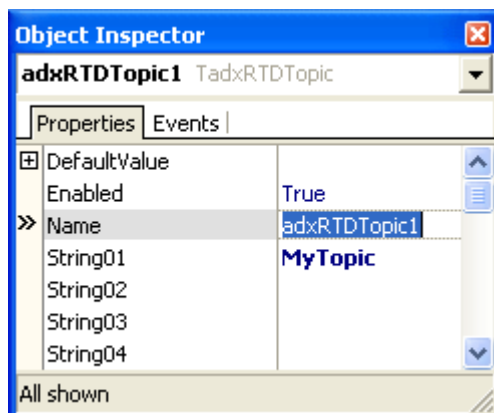 Object Inspector
adxRTDTopic1 TadxRTDTopic
Properties Events
DefaultValue
Enabled True
Name adxRTDTopic1
String01 MyTopic
String02
String03
String04
All shown